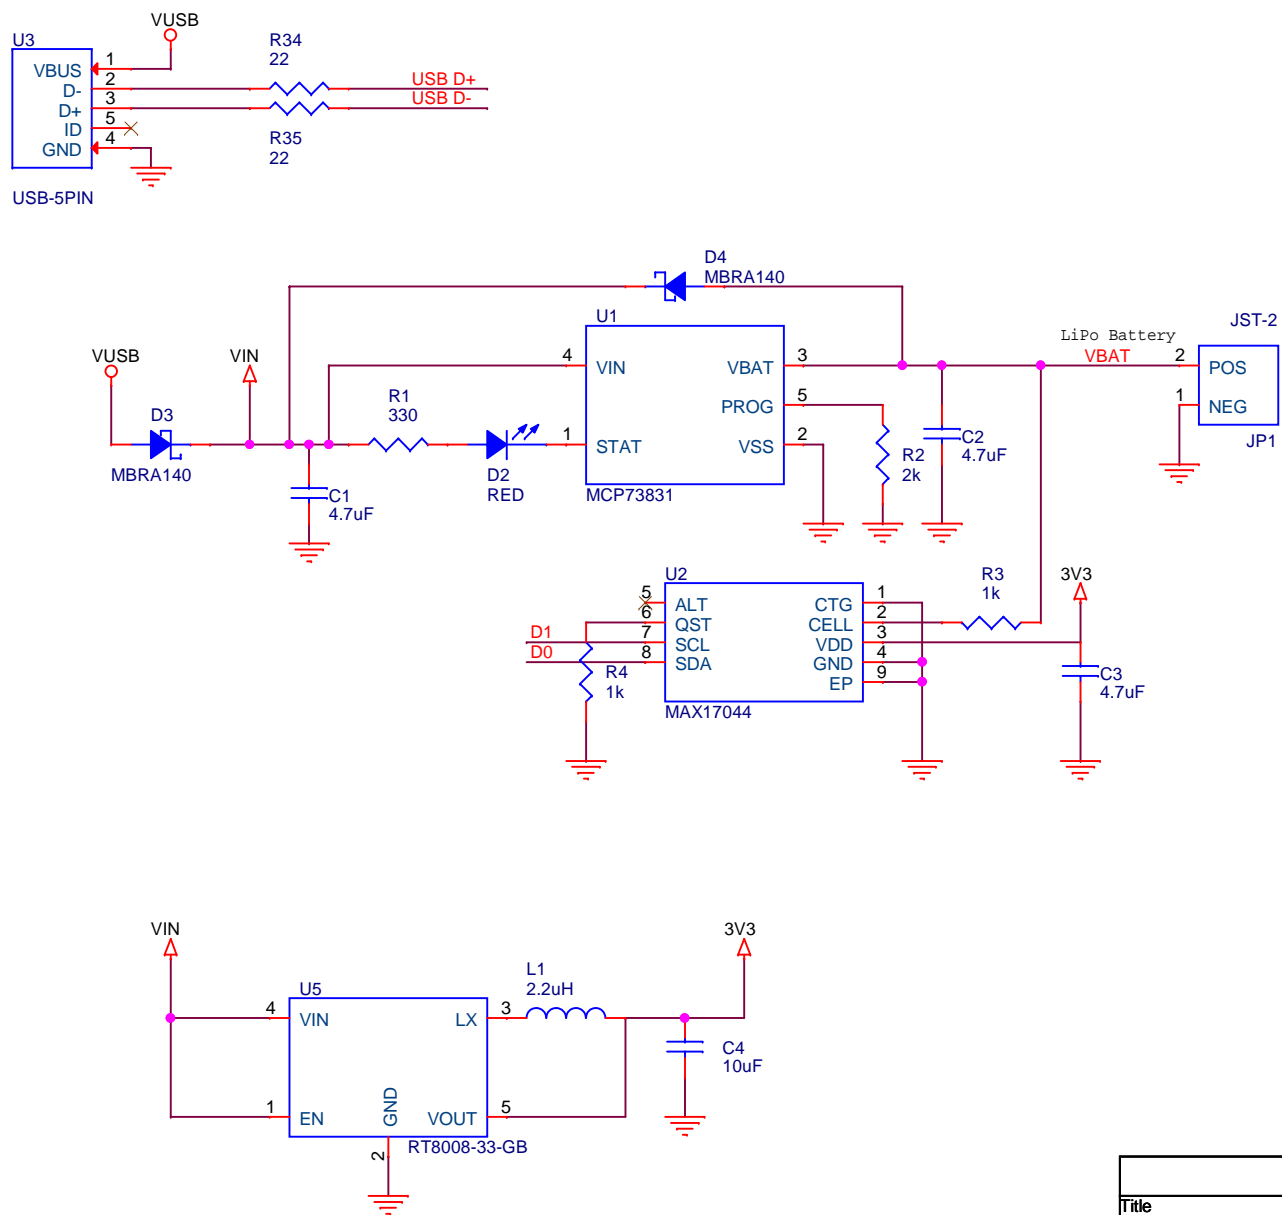 VUSB
U3
R34
22
VBUS 1
D- 2
D+ 3
ID 5
GND 4
USB D+
USB D-
R35
22
USB-5PIN
D4
MBRA140
U1
LiPo Battery
VBAT
JST-2
VUSB
VIN
4 VIN
VBAT 3
2 POS
R1
330
PROG 5
1 NEG
D3
MBRA140
1 STAT
VSS 2
JP1
D2
RED
R2
2k
C2
4.7uF
C1
4.7uF
MCP73831
U2
R3
1k
3V3
5 ALT
CTG 1
6 QST
CELL 2
D1
7 SCL
VDD 3
D0
8 SDA
GND 4
EP 9
R4
1k
C3
4.7uF
MAX17044
VIN
3V3
U5
L1
2.2uH
4 VIN
LX 3
C4
10uF
1 EN
GND
VOUT 5
2
RT8008-33-GB
Title